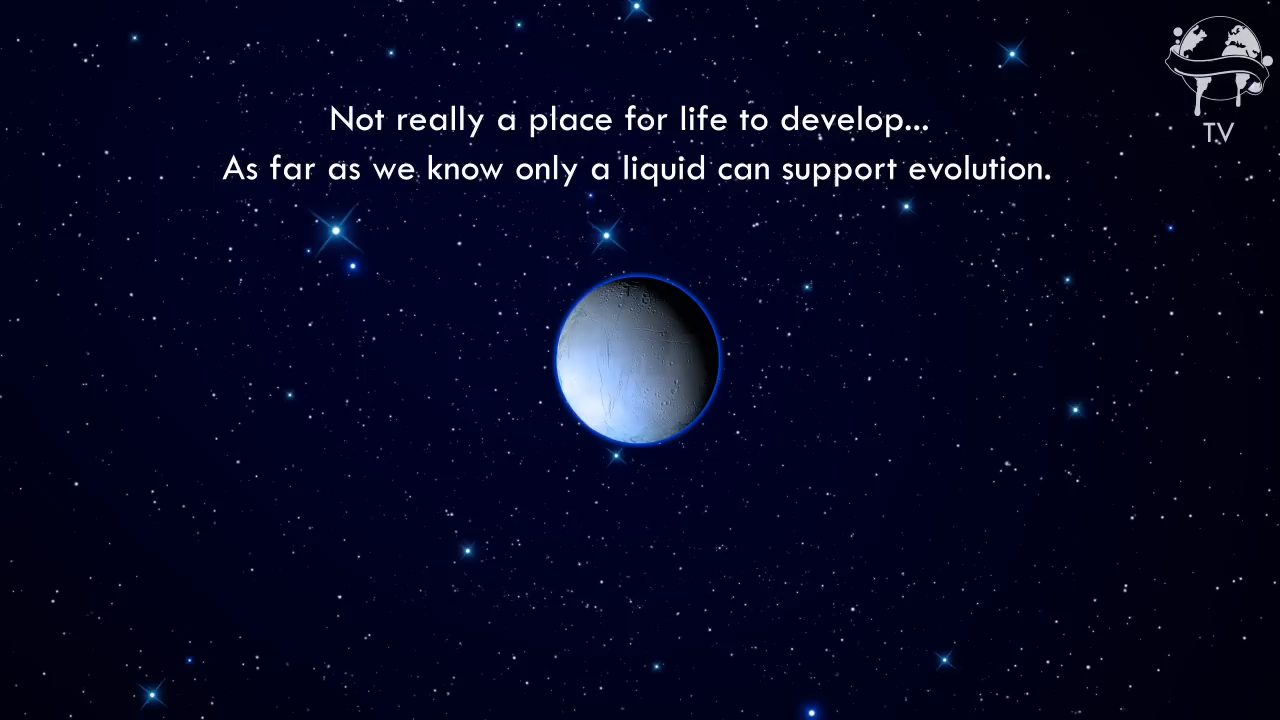 Not really a place for life to develop...
As far as we know only a liquid can support evolution.
TV